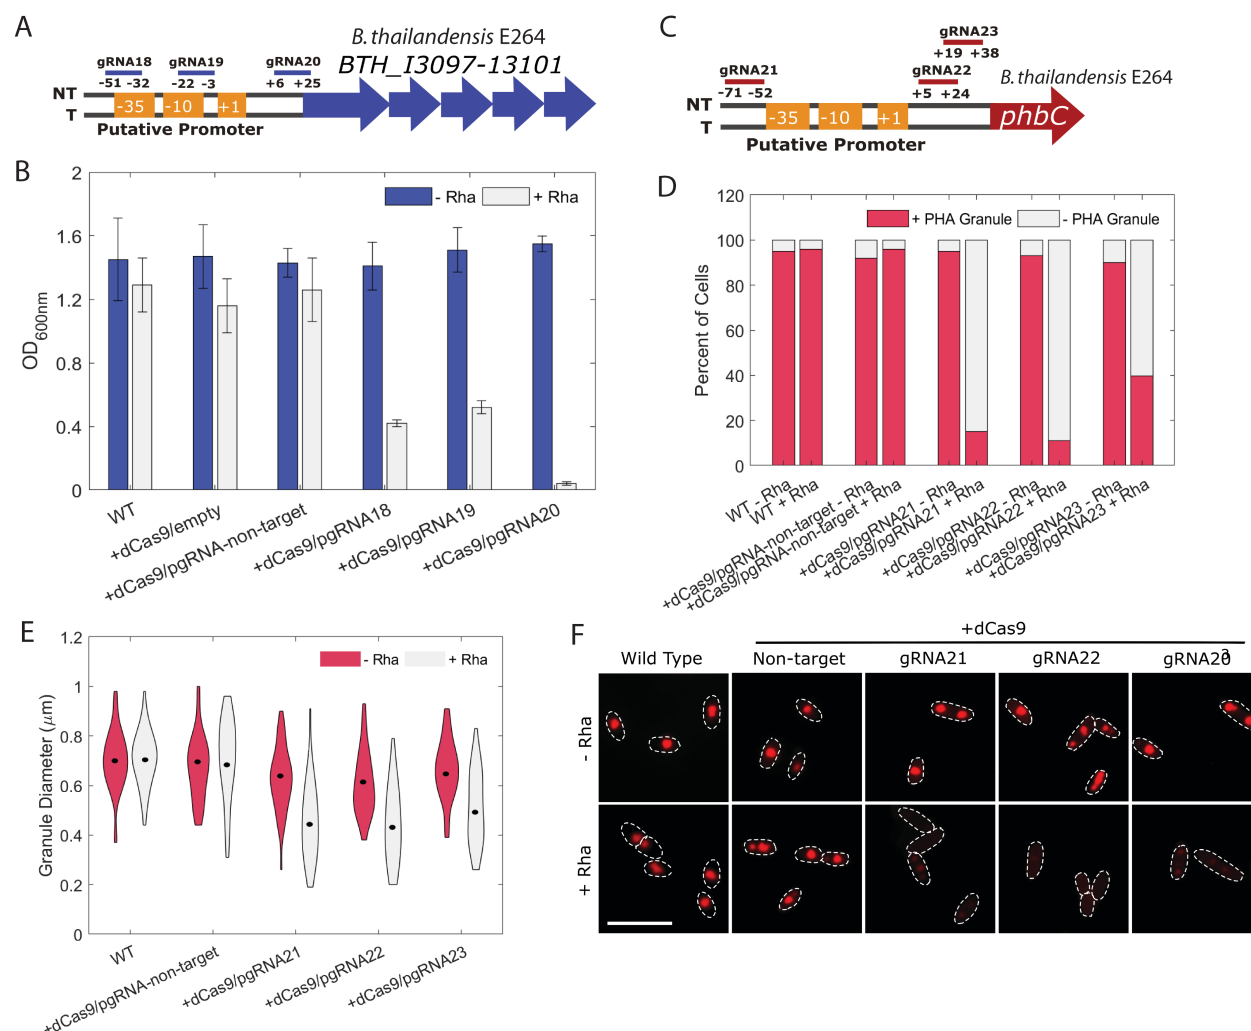 A
B. thailandensis E264
BTH_I3097-13101
gRNA18 gRNA19 gRNA20
-51 -32 -22 -3 +6 +25
NT
T
-35 -10 +1
Putative Promoter
C
gRNA23
+19 +38
gRNA21 gRNA22
-71 -52 +5 +24
B. thailandensis E264
NT
T
-35 -10 +1
phbC
Putative Promoter
B
- Rha + Rha
OD600nm
2
1.6
1.2
0.8
0.4
0
WT
+dCas9/empty
+dCas9/pgRNA-non-target
+dCas9/pgRNA18
+dCas9/pgRNA19
+dCas9/pgRNA20
D
+ PHA Granule - PHA Granule
Percent of Cells
120
100
80
60
40
20
0
WT - Rha
WT + Rha
+dCas9/pgRNA-non-target - Rha
+dCas9/pgRNA-non-target + Rha
+dCas9/pgRNA21 - Rha
+dCas9/pgRNA21 + Rha
+dCas9/pgRNA22 - Rha
+dCas9/pgRNA22 + Rha
+dCas9/pgRNA23 - Rha
+dCas9/pgRNA23 + Rha
E
- Rha + Rha
Granule Diameter (μm)
1.2
1
0.8
0.6
0.4
0.2
0
WT
+dCas9/pgRNA-non-target
+dCas9/pgRNA21
+dCas9/pgRNA22
+dCas9/pgRNA23
F
+dCas9
Wild Type Non-target gRNA21 gRNA22 gRNA203
- Rha
+ Rha